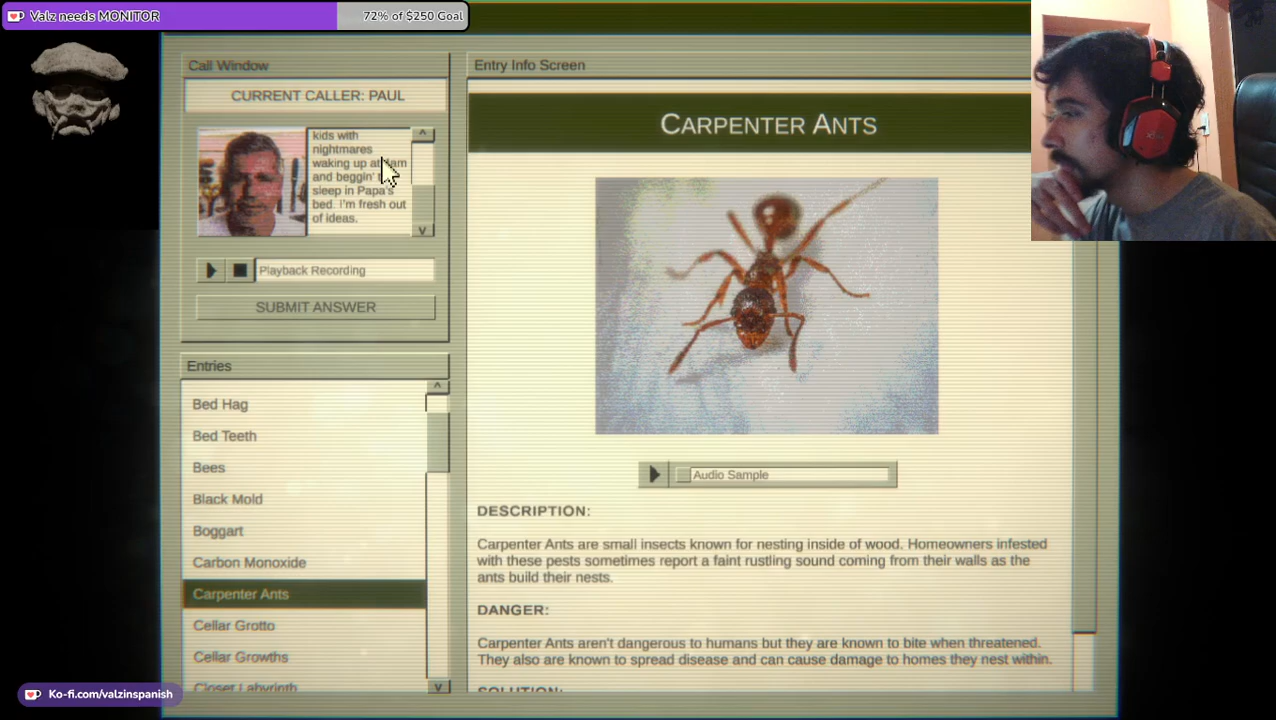 Valz needs MONITOR
72% of $250 Goal
Call Window
CURRENT CALLER: PAUL
kids with
nightmares
waking up at
and beggin'
sleep in Papa's
bed. I'm fresh out
of ideas.
Playback Recording
SUBMIT ANSWER
Entries
Bed Hag
Bed Teeth
Bees
Black Mold
Boggart
Carbon Monoxide
Carpenter Ants
Cellar Grotto
Cellar Growths
Closet Labyrinth
Entry Info Screen
CARPENTER ANTS
Audio Sample
DESCRIPTION:
Carpenter Ants are small insects known for nesting inside of wood. Homeowners infested
with these pests sometimes report a faint rustling sound coming from their walls as the
ants build their nests.
DANGER:
Carpenter Ants aren't dangerous to humans but they are known to bite when threatened.
They also are known to spread disease and can cause damage to homes they nest within.
SOLUTION:
Ko-fi.com/valzinspanish